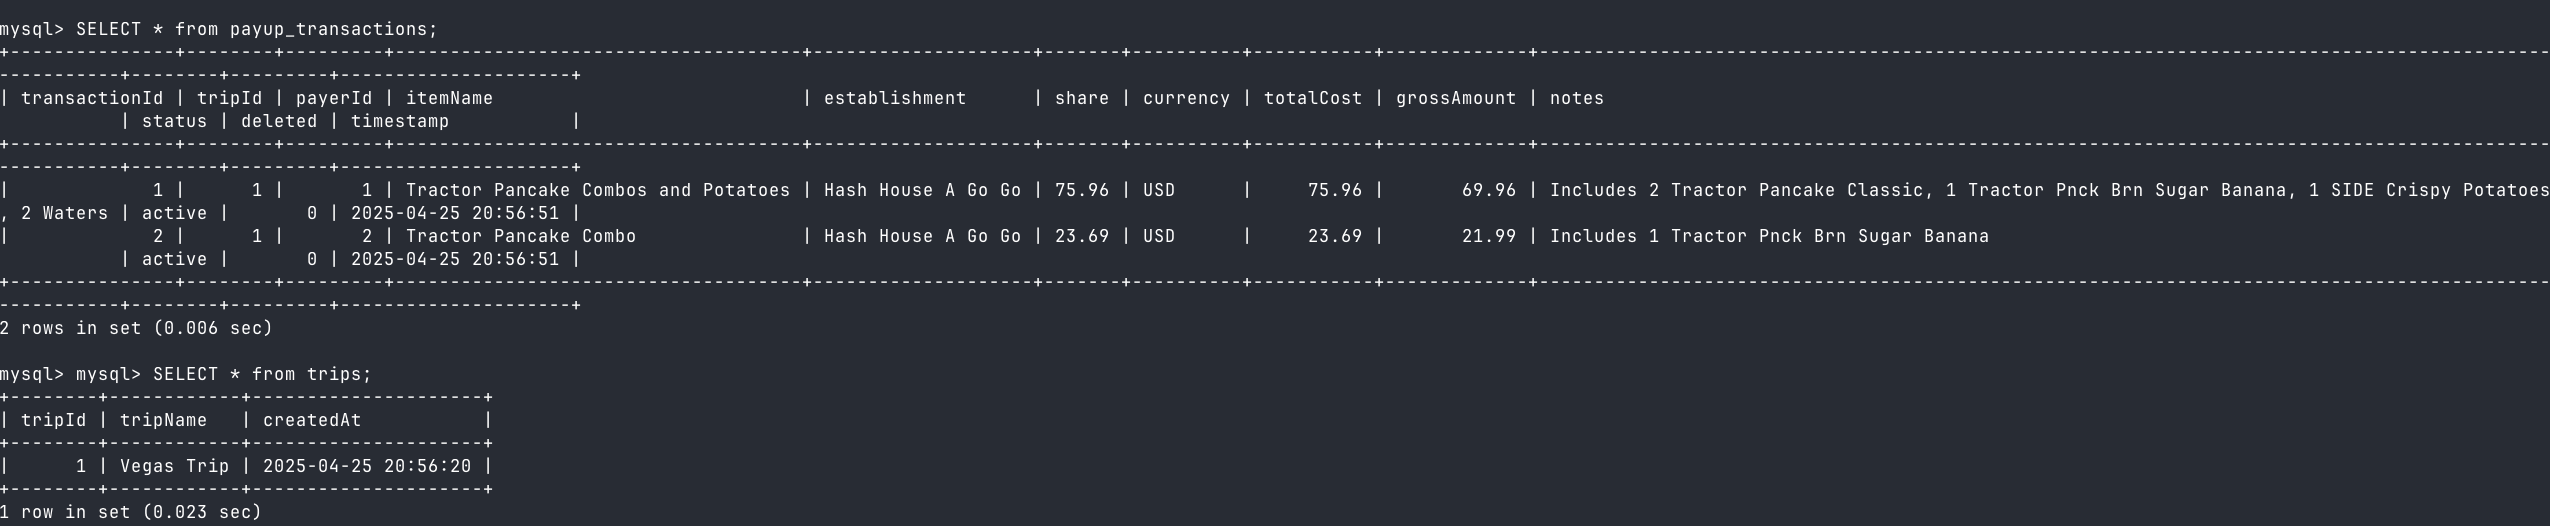 mysql> SELECT * from payup_transactions;
+---------------+--------+---------+-------------------------------------+--------------------+-------+----------+-----------+-------------+--------------------------------------------------------------------------------------------
-----------+--------+---------+---------------------+
| transactionId | tripId | payerId | itemName                            | establishment      | share | currency | totalCost | grossAmount | notes
           | status | deleted | timestamp           |
+---------------+--------+---------+-------------------------------------+--------------------+-------+----------+-----------+-------------+--------------------------------------------------------------------------------------------
-----------+--------+---------+---------------------+
|             1 |      1 |       1 | Tractor Pancake Combos and Potatoes | Hash House A Go Go | 75.96 | USD      |     75.96 |       69.96 | Includes 2 Tractor Pancake Classic, 1 Tractor Pnck Brn Sugar Banana, 1 SIDE Crispy Potatoes
, 2 Waters | active |       0 | 2025-04-25 20:56:51 |
|             2 |      1 |       2 | Tractor Pancake Combo               | Hash House A Go Go | 23.69 | USD      |     23.69 |       21.99 | Includes 1 Tractor Pnck Brn Sugar Banana
           | active |       0 | 2025-04-25 20:56:51 |
+---------------+--------+---------+-------------------------------------+--------------------+-------+----------+-----------+-------------+--------------------------------------------------------------------------------------------
-----------+--------+---------+---------------------+
2 rows in set (0.006 sec)

mysql> mysql> SELECT * from trips;
+--------+------------+---------------------+
| tripId | tripName   | createdAt           |
+--------+------------+---------------------+
|      1 | Vegas Trip | 2025-04-25 20:56:20 |
+--------+------------+---------------------+
1 row in set (0.023 sec)